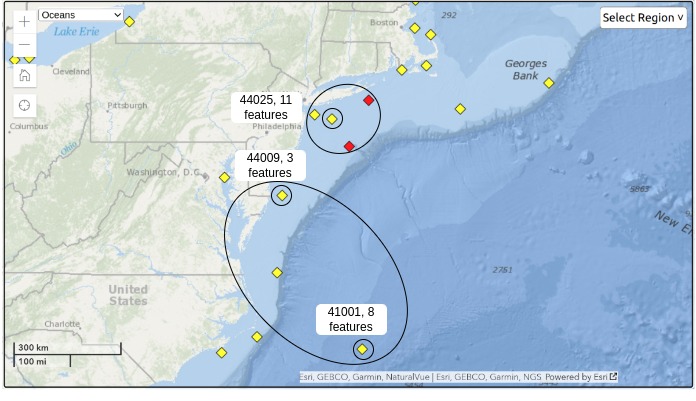 Oceans
292
Select Region
Boston
Lake Erie
Cleveland
Georges
Bank
Pittsburgh
44025, 11
features
Columbus
Philadelphia
Ohio
44009, 3
features
Washington, D.C.
New En
2751
United
States
41001, 8
features
Charlotte
300 km
100 mi
Esri, GEBCO, Garmin, NaturalVue | Esri, GEBCO, Garmin, NGS Powered by Esri